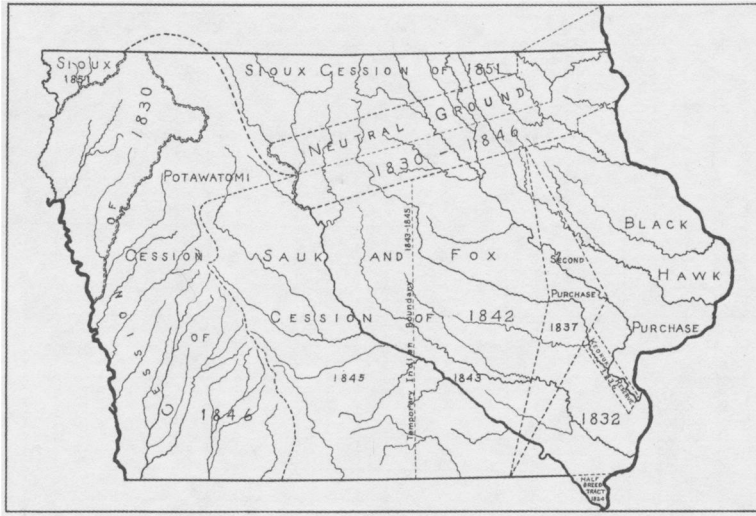 SIOUX
1851
SIOUX CESSION OF 1851
NEUTRAL GROUND
1830 - 1846
CESSION OF 1830
POTAWATOMI
CESSION
OF
1846
SAUK AND FOX
CESSION OF 1842
1843-1845
Temporary Indian Boundary
1845
1843
SECOND
PURCHASE
1837
BLACK
HAWK
PURCHASE
1832
HALF
BREED
TRACT
1824